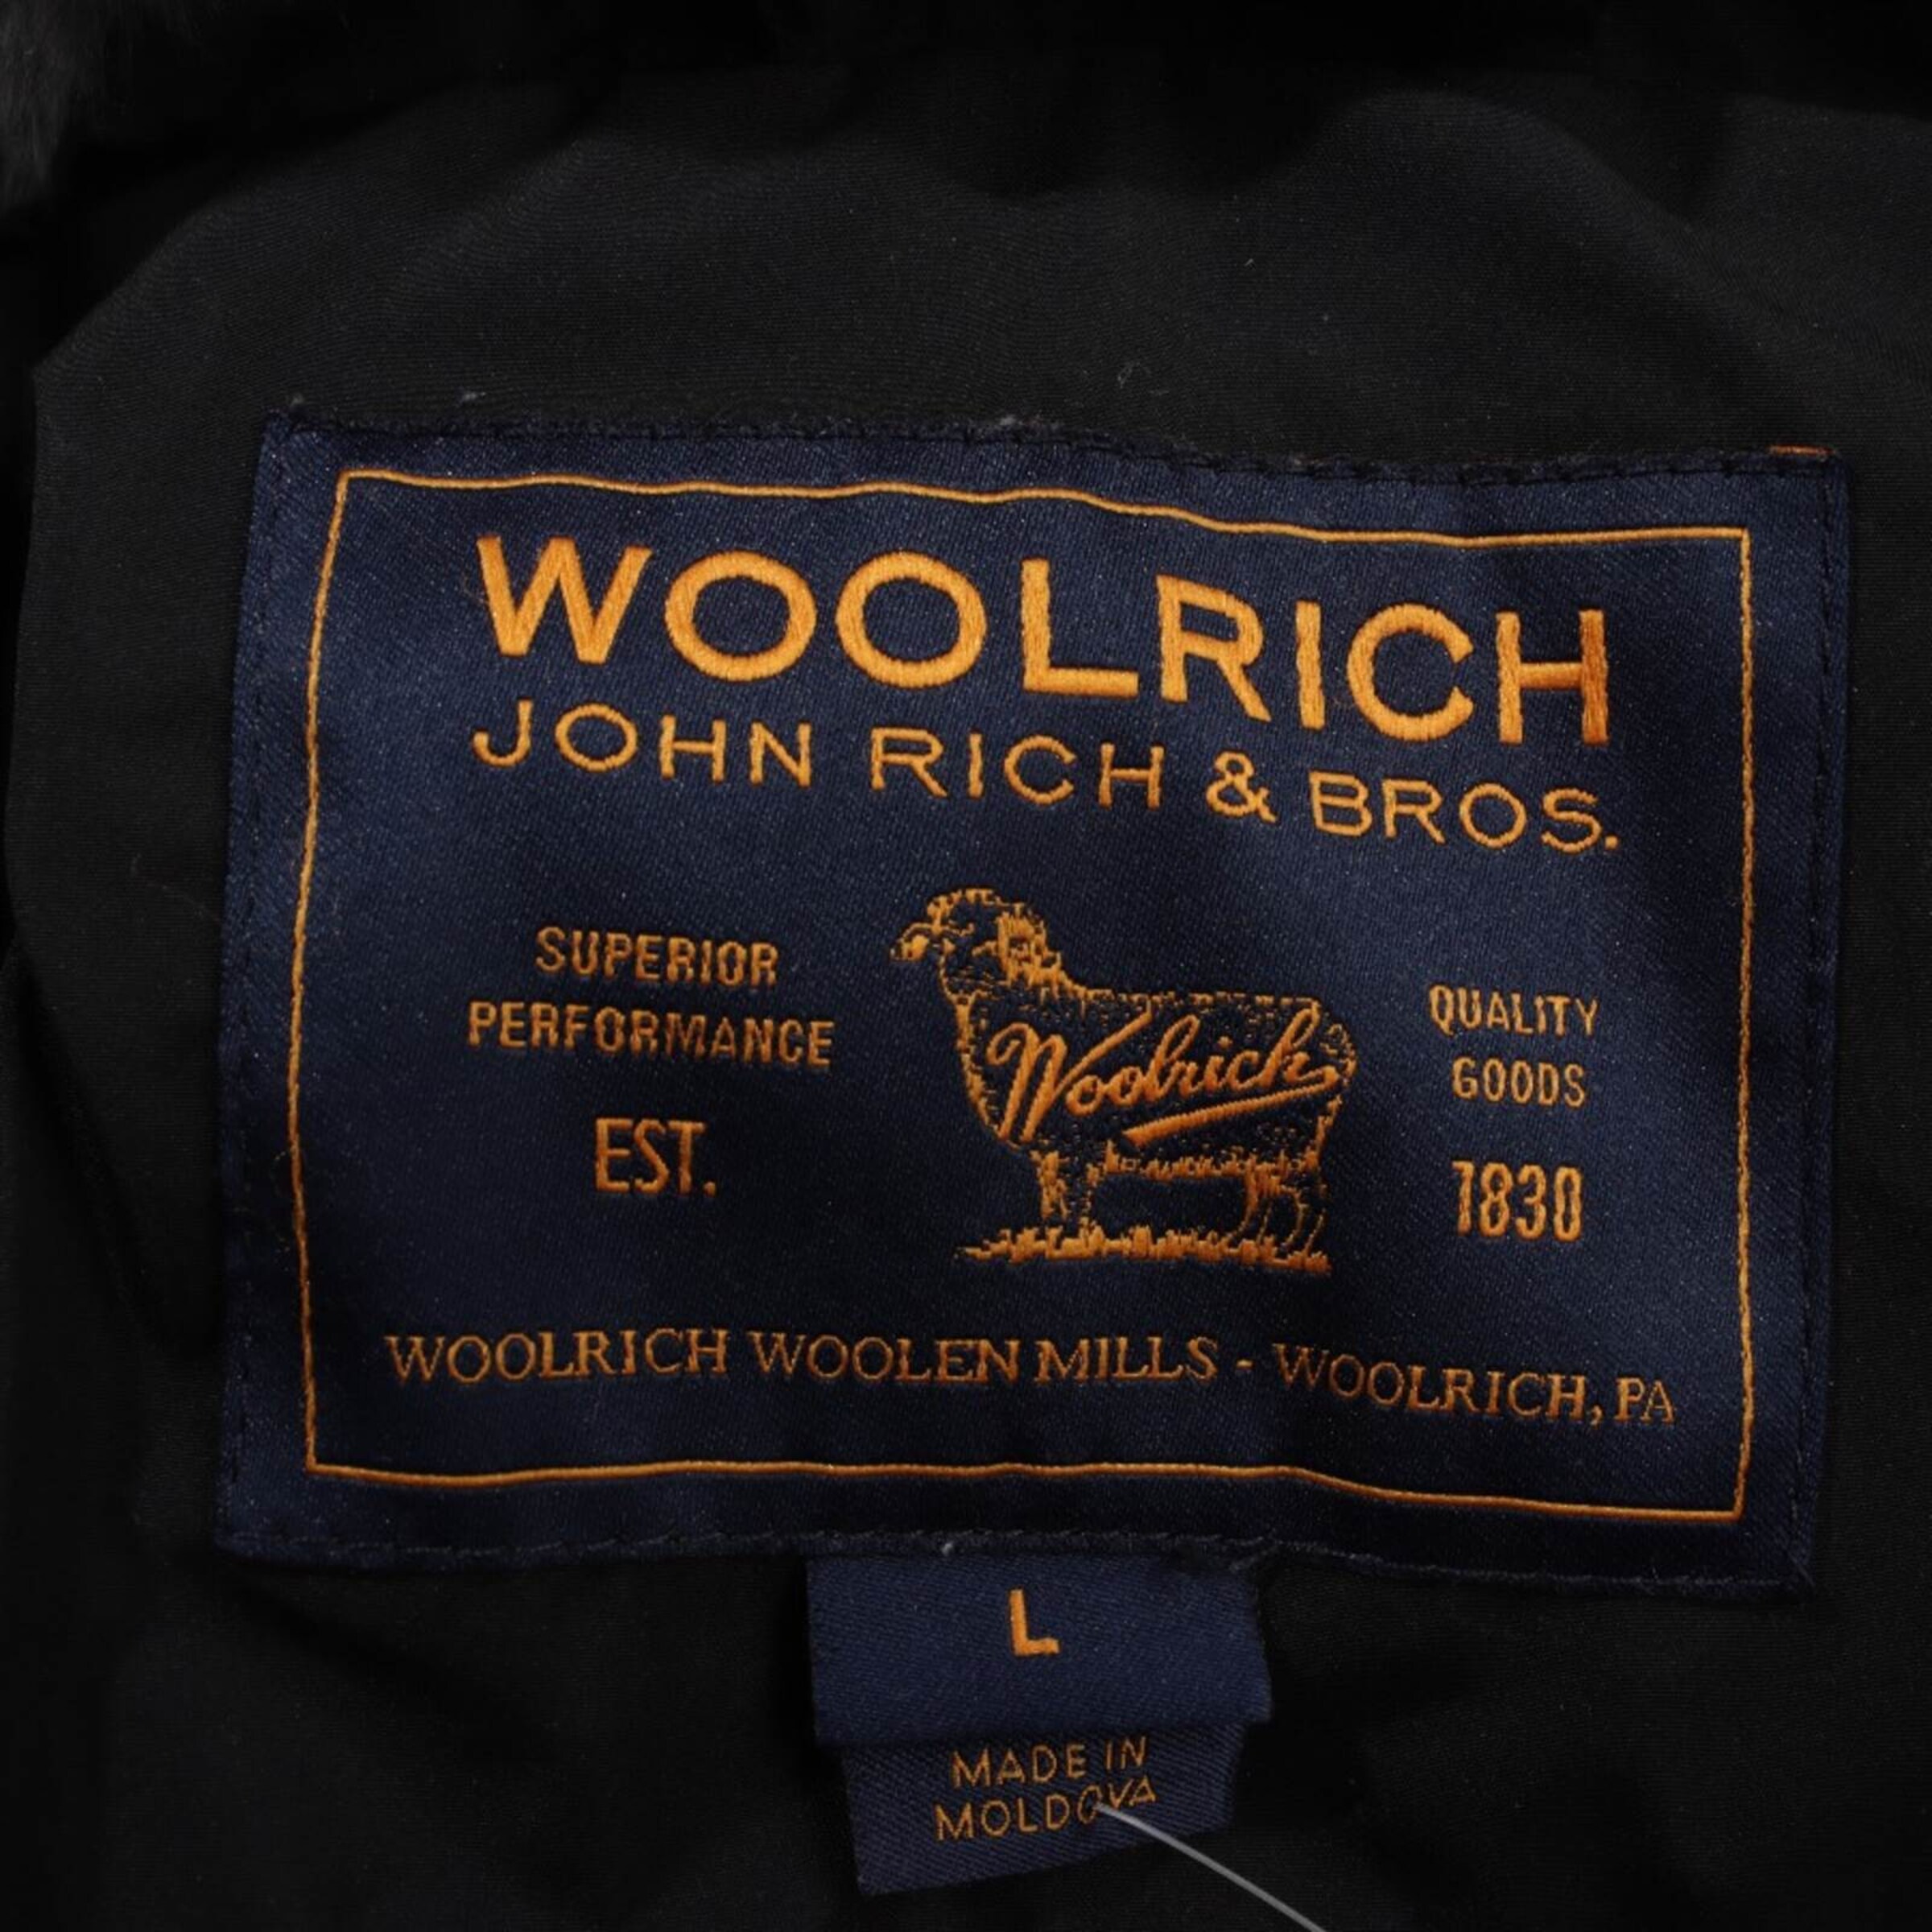 WOOLRICH
JOHN RICH & BROS.
SUPERIOR
PERFORMANCE
EST.
Woolrich
QUALITY
GOODS
1830
WOOLRICH WOOLEN MILLS - WOOLRICH, PA
L
MADE IN
MOLDOVA